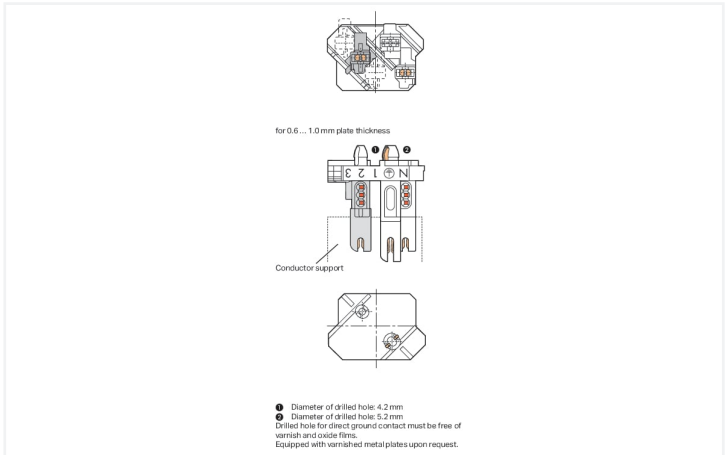 for 0.6 ... 1.0 mm plate thickness
❶ ❷
3 2 1 ⏚ N
Conductor support
❶ Diameter of drilled hole: 4.2 mm
❷ Diameter of drilled hole: 5.2 mm
Drilled hole for direct ground contact must be free of
varnish and oxide films.
Equipped with varnished metal plates upon request.